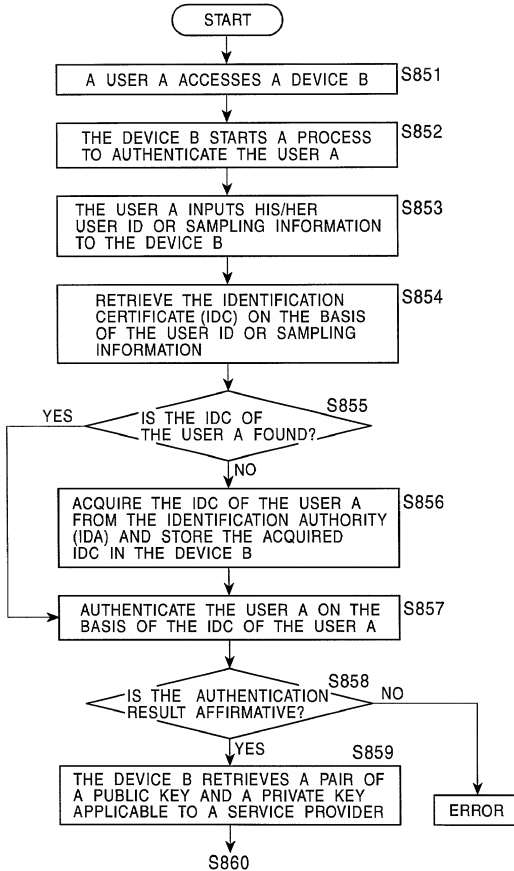 START
A USER A ACCESSES A DEVICE B
S851
THE DEVICE B STARTS A PROCESS
TO AUTHENTICATE THE USER A
S852
THE USER A INPUTS HIS/HER
USER ID OR SAMPLING INFORMATION
TO THE DEVICE B
S853
RETRIEVE THE IDENTIFICATION
CERTIFICATE (IDC) ON THE BASIS
OF THE USER ID OR SAMPLING
INFORMATION
S854
YES
IS THE IDC OF
THE USER A FOUND?
S855
NO
ACQUIRE THE IDC OF THE USER A
FROM THE IDENTIFICATION AUTHORITY
(IDA) AND STORE THE ACQUIRED
IDC IN THE DEVICE B
S856
AUTHENTICATE THE USER A ON THE
BASIS OF THE IDC OF THE USER A
S857
IS THE AUTHENTICATION
RESULT AFFIRMATIVE?
S858
NO
YES
S859
THE DEVICE B RETRIEVES A PAIR OF
A PUBLIC KEY AND A PRIVATE KEY
APPLICABLE TO A SERVICE PROVIDER
ERROR
S860